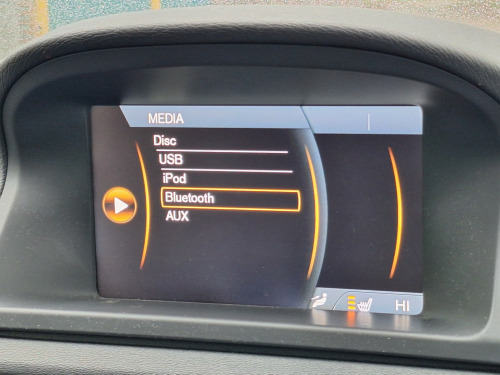 MEDIA
Disc
USB
iPod
Bluetooth
AUX
HI